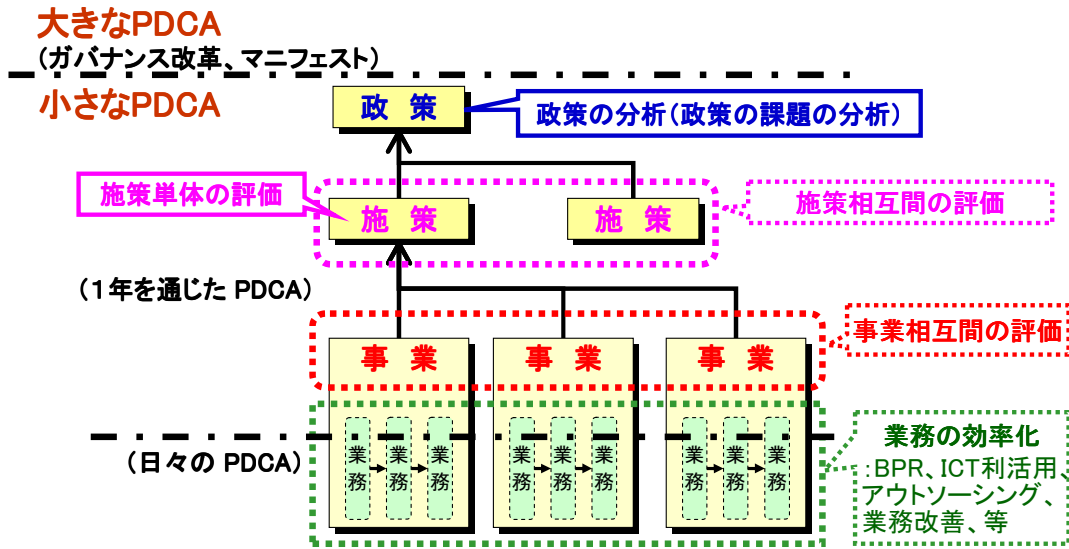 大きなPDCA
（ガバナンス改革、マニフェスト）
小さなPDCA
政 策
政策の分析（政策の課題の分析）
施策単体の評価
施 策
施 策
施策相互間の評価
（１年を通じた PDCA）
事業相互間の評価
事 業
事 業
事 業
（日々の PDCA）
業務
業務
業務
業務
業務
業務
業務
業務
業務
業務の効率化
：BPR、ICT利活用、
アウトソーシング、
業務改善、等